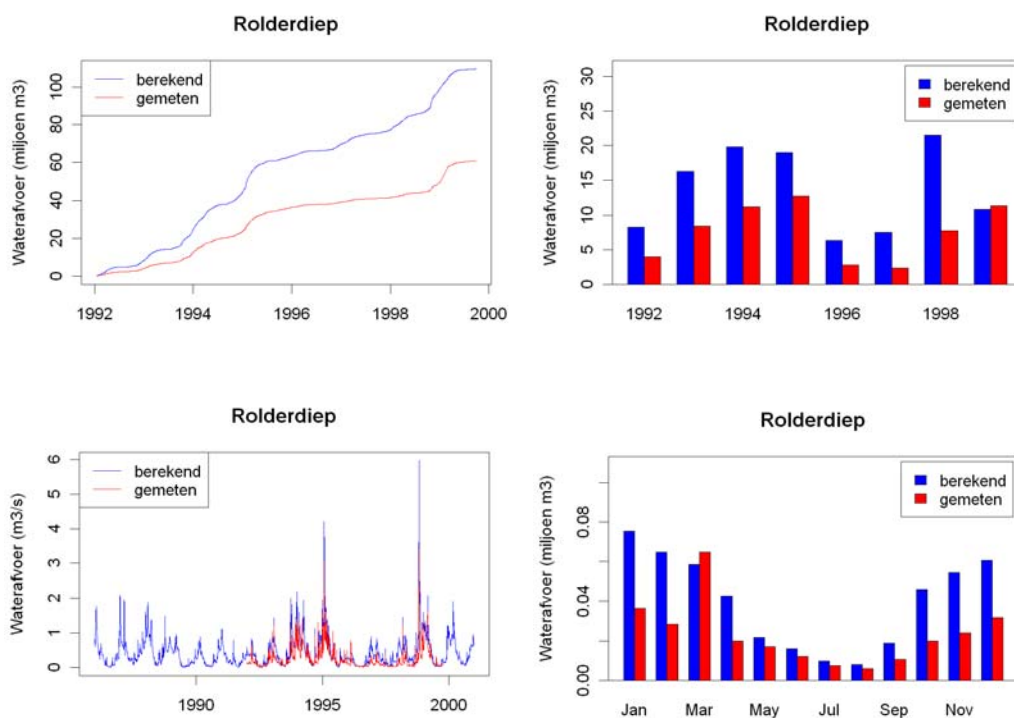 Rolderdiep
Waterafvoer (miljoen m3)
0 20 40 60 80 100
berekend
gemeten
1992 1994 1996 1998 2000
Rolderdiep
Waterafvoer (miljoen m3)
0 5 10 15 20 25 30
berekend
gemeten
1992 1994 1996 1998
Rolderdiep
Waterafvoer (m3/s)
0 1 2 3 4 5 6
berekend
gemeten
1990 1995 2000
Rolderdiep
Waterafvoer (miljoen m3)
0.00 0.04 0.08
berekend
gemeten
Jan Mar May Jul Sep Nov